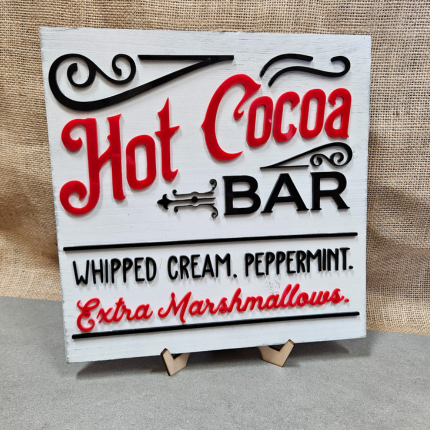 Hot Cocoa
BAR
WHIPPED CREAM. PEPPERMINT.
Extra Marshmallows.